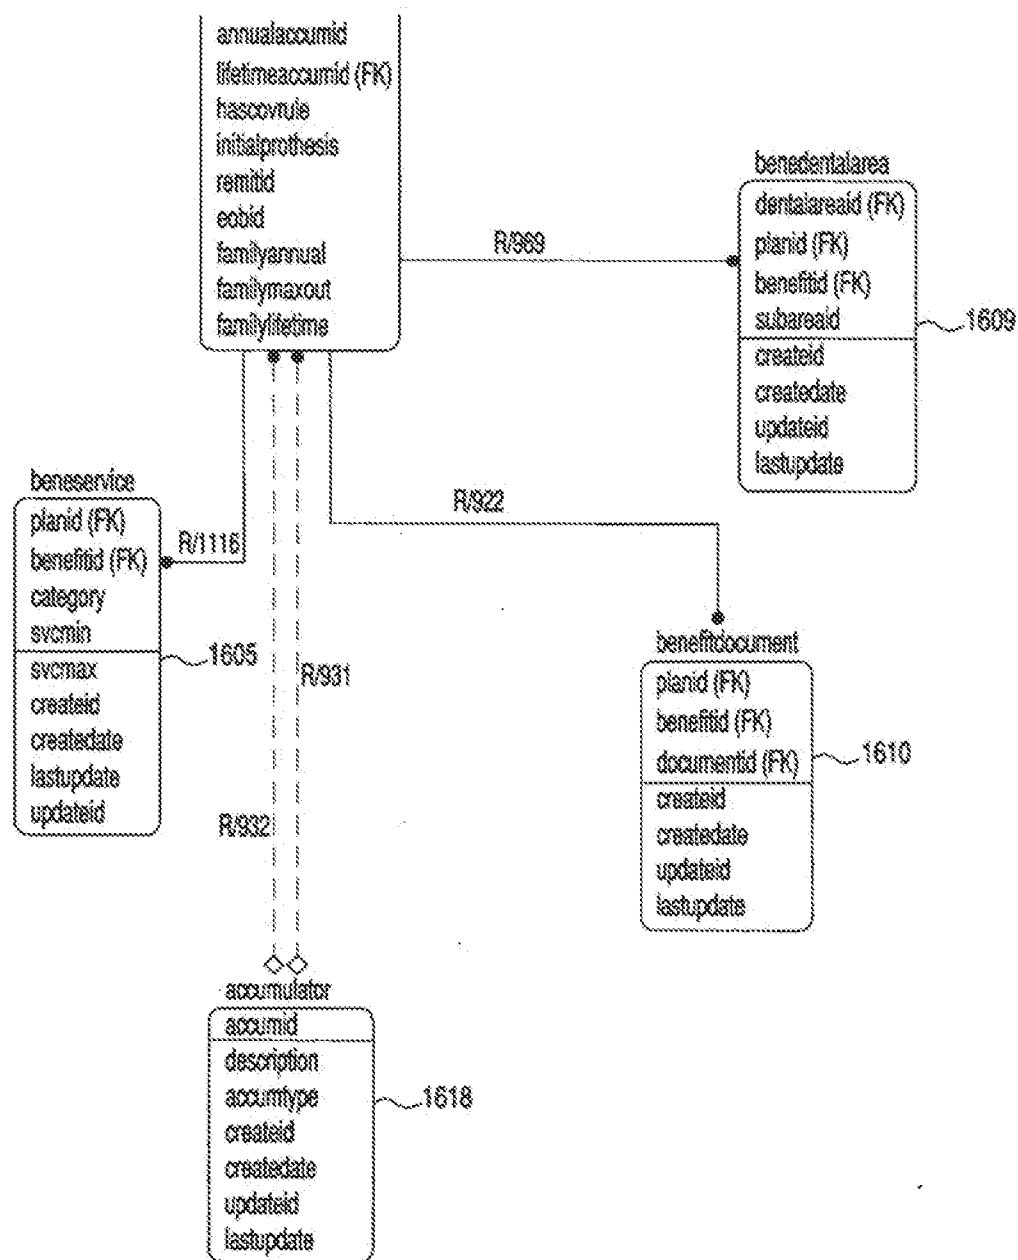 annualaccumid
lifetimeaccumid (FK)
hascovrule
initialprothesis
remitid
eobid
familyannual
familymaxout
familylifetime
R/969
benedentalarea
dentalareaid (FK)
planid (FK)
benefitid (FK)
subareaid
1609
createid
createdate
updateid
lastupdate
beneservice
planid (FK)
benefitid (FK)
category
svcmin
1605
svcmax
createid
createdate
lastupdate
updateid
R/1116
R/922
R/931
R/932
benefitdocument
planid (FK)
benefitid (FK)
documentid (FK)
1610
createid
createdate
updateid
lastupdate
accumulator
accumid
description
accumtype
1618
createid
createdate
updateid
lastupdate